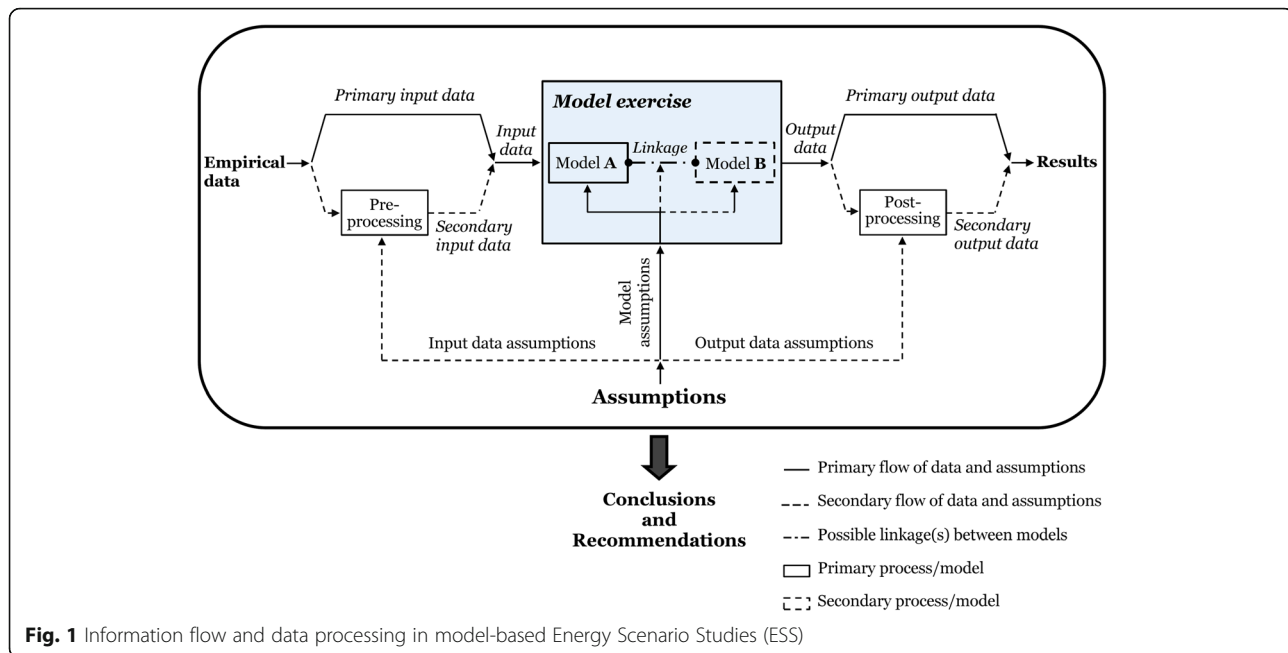 Primary input data
Model exercise
Primary output data
Input
data
Linkage
Output
data
Empirical
data
Model A
Model B
Results
Pre-
processing
Secondary
input data
Post-
processing
Secondary
output data
Model
assumptions
Input data assumptions
Output data assumptions
Assumptions
Conclusions
and
Recommendations
Primary flow of data and assumptions
Secondary flow of data and assumptions
Possible linkage(s) between models
Primary process/model
Secondary process/model
Fig. 1 Information flow and data processing in model-based Energy Scenario Studies (ESS)